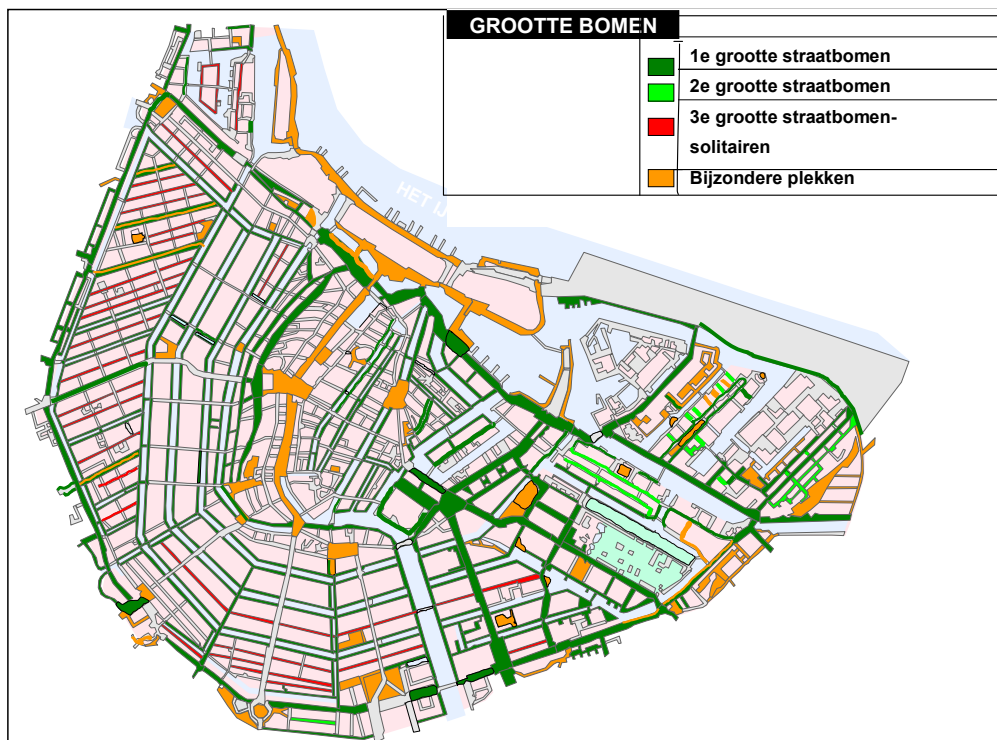 GROOTTE BOMEN
1e grootte straatbomen
2e grootte straatbomen
3e grootte straatbomen-
solitairen
Bijzondere plekken
HET IJ